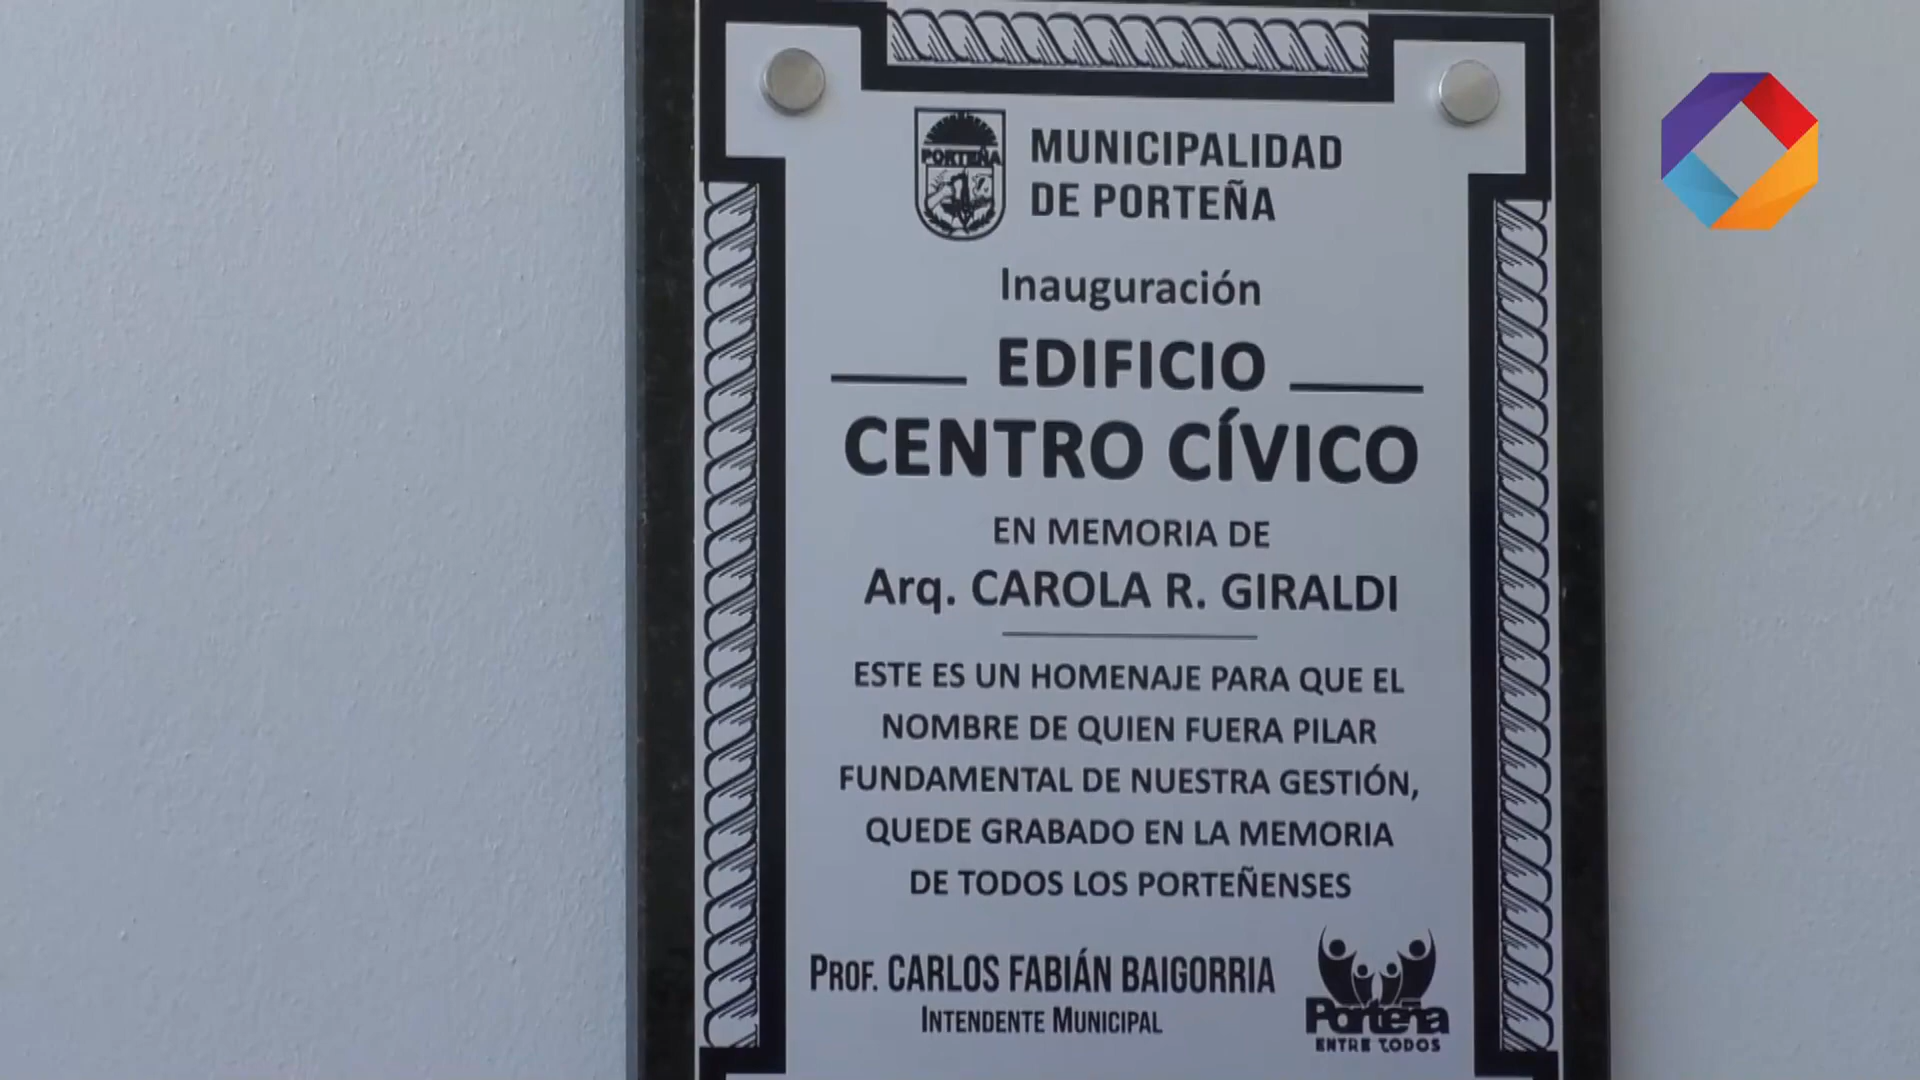 PORTEÑA
MUNICIPALIDAD
DE PORTEÑA
Inauguración
EDIFICIO
CENTRO CÍVICO
EN MEMORIA DE
Arq. CAROLA R. GIRALDI
ESTE ES UN HOMENAJE PARA QUE EL
NOMBRE DE QUIEN FUERA PILAR
FUNDAMENTAL DE NUESTRA GESTIÓN,
QUEDE GRABADO EN LA MEMORIA
DE TODOS LOS PORTEÑENSES
PROF. CARLOS FABIÁN BAIGORRIA
INTENDENTE MUNICIPAL
Porteña
ENTRE TODOS